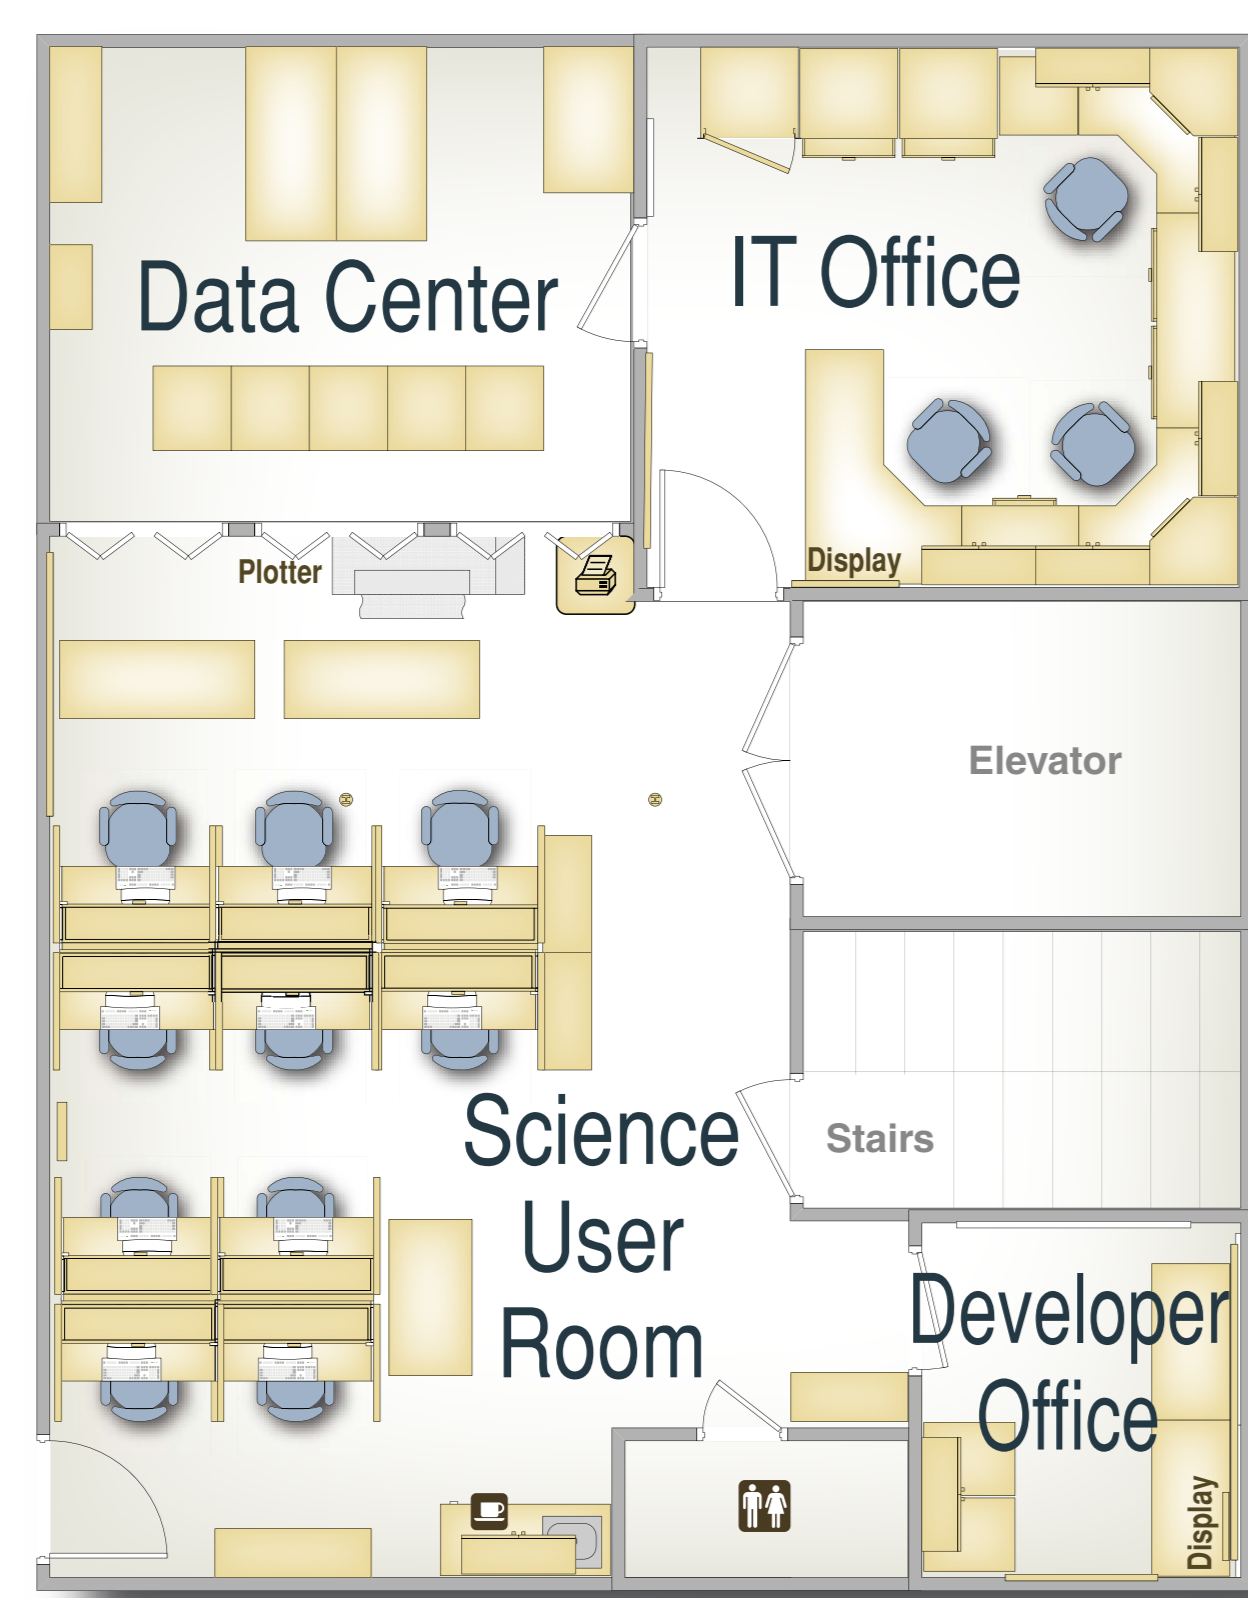 IT Office
Data Center
Plotter
Display
Elevator
Science
User
Room
Stairs
Developer
Office
Display